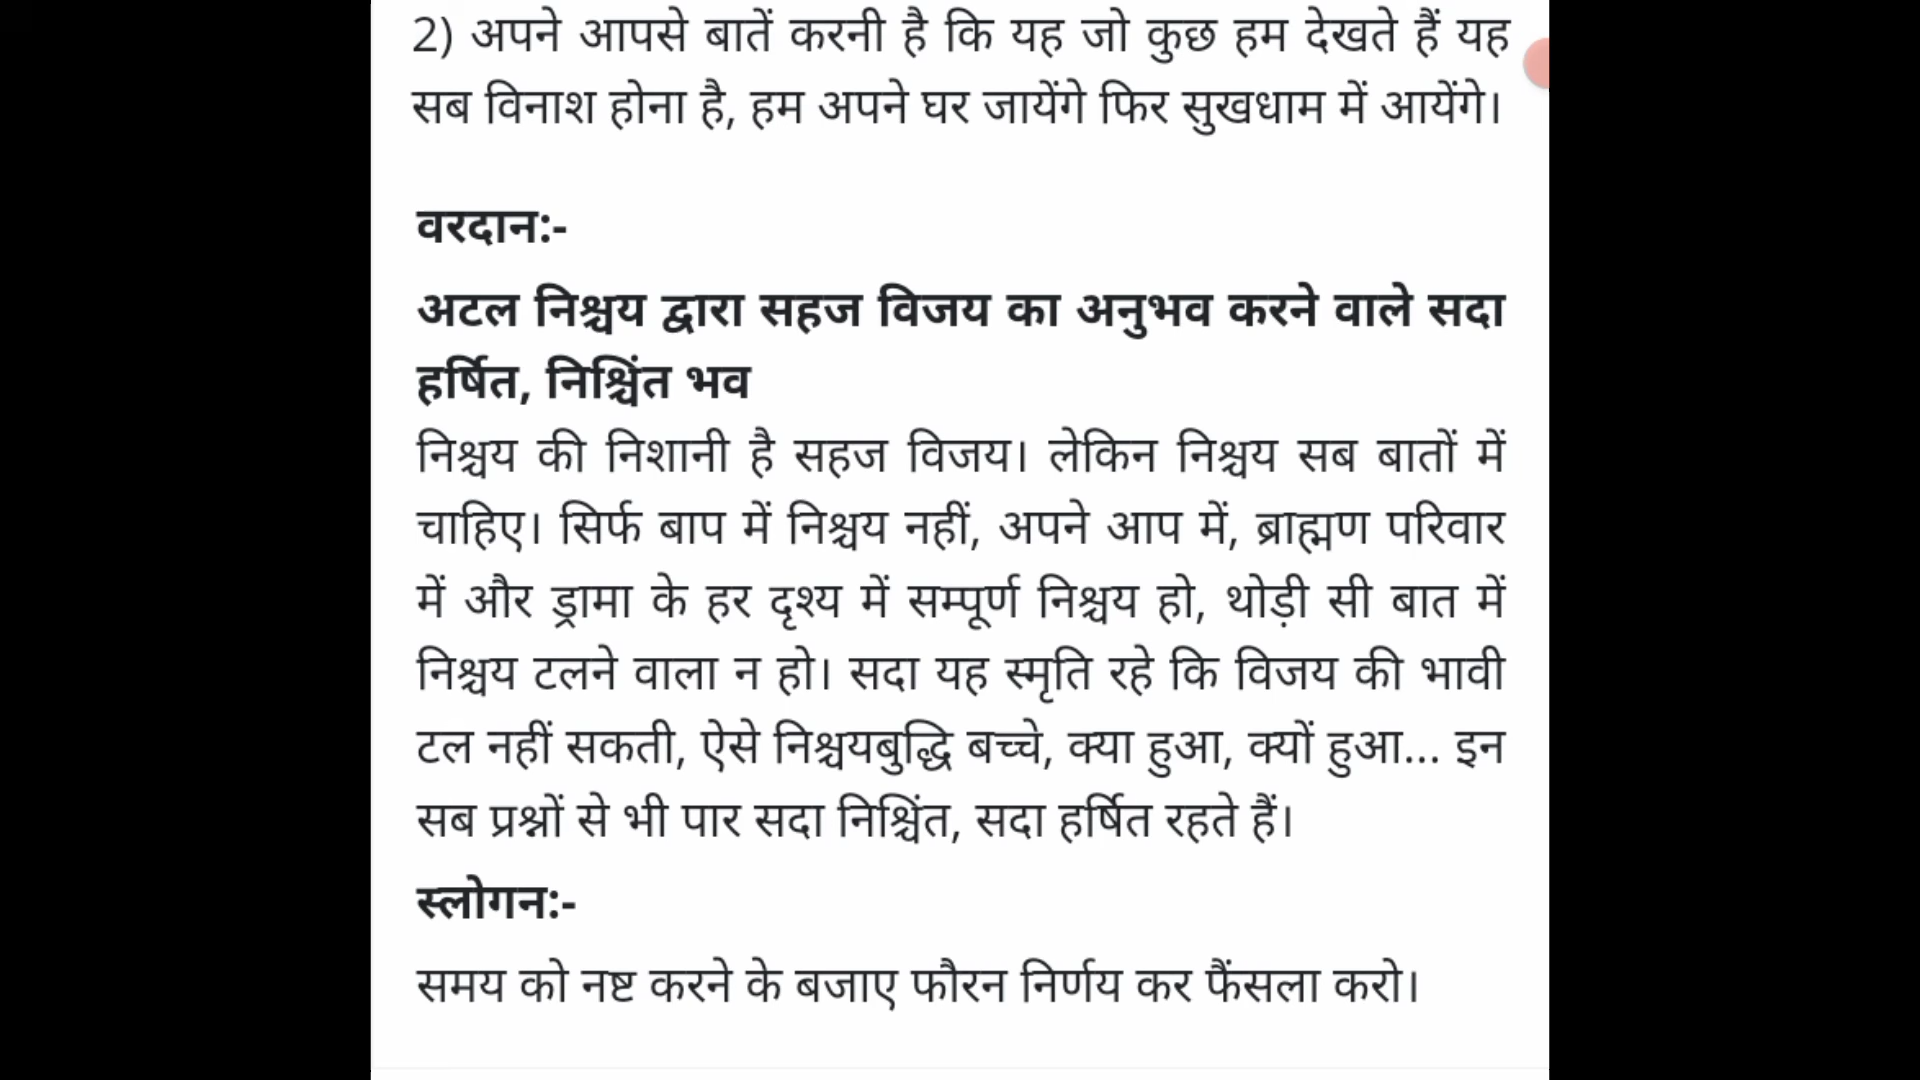 2) अपने आपसे बातें करनी है कि यह जो कुछ हम देखते हैं यह
सब विनाश होना है, हम अपने घर जायेंगे फिर सुखधाम में आयेंगे।
वरदान:-
अटल निश्चय द्वारा सहज विजय का अनुभव करने वाले सदा
हर्षित, निश्चिंत भव
निश्चय की निशानी है सहज विजय। लेकिन निश्चय सब बातों में
चाहिए। सिर्फ बाप में निश्चय नहीं, अपने आप में, ब्राह्मण परिवार
में और ड्रामा के हर दृश्य में सम्पूर्ण निश्चय हो, थोड़ी सी बात में
निश्चय टलने वाला न हो। सदा यह स्मृति रहे कि विजय की भावी
टल नहीं सकती, ऐसे निश्चयबुद्धि बच्चे, क्या हुआ, क्यों हुआ... इन
सब प्रश्नों से भी पार सदा निश्चिंत, सदा हर्षित रहते हैं।
स्लोगन:-
समय को नष्ट करने के बजाए फौरन निर्णय कर फैंसला करो।